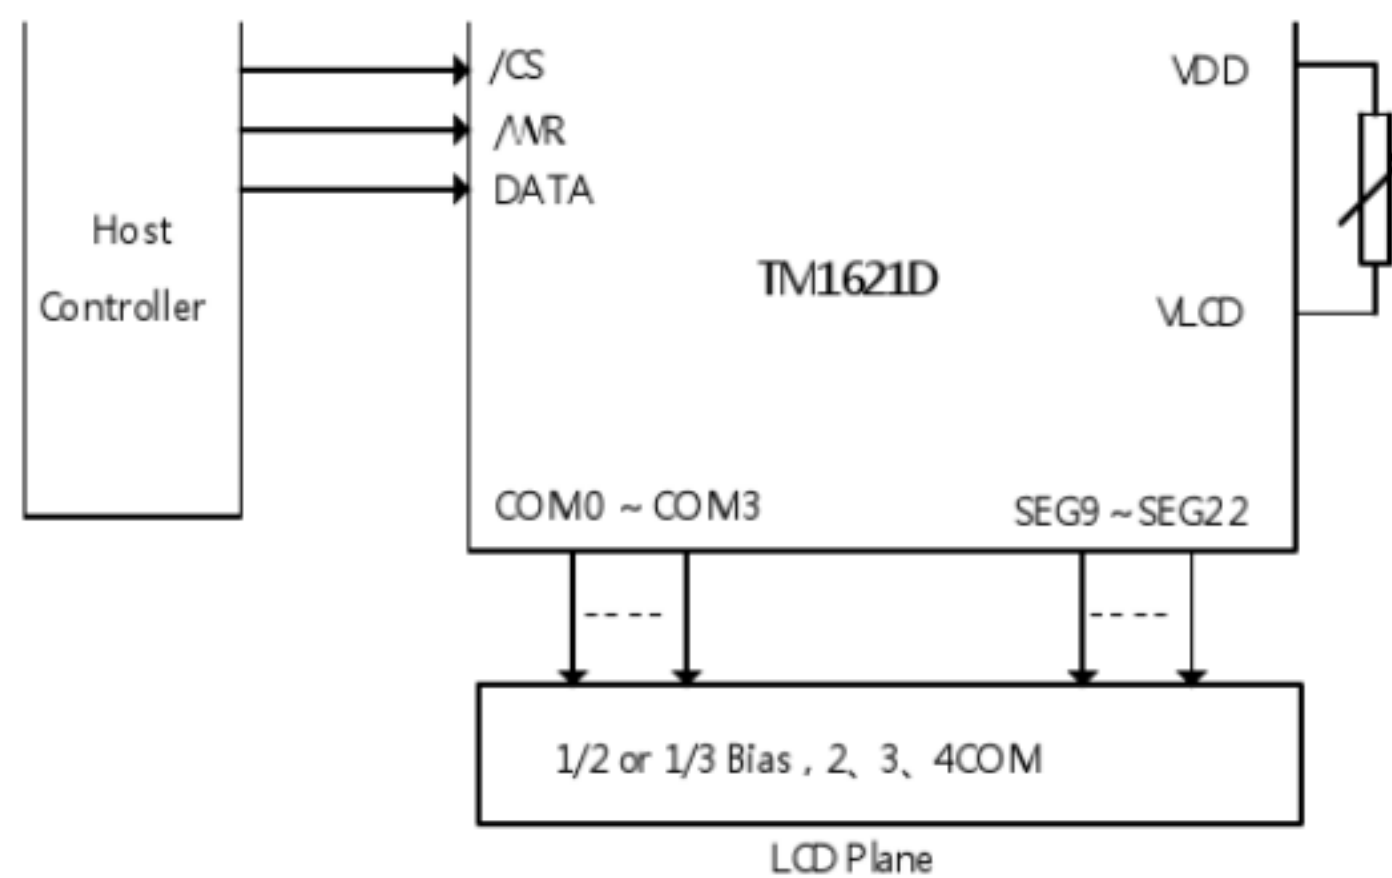 /CS
VDD
/WR
DATA
Host
Controller
TM1621D
VLCD
COM0 ~ COM3
SEG9 ~ SEG22
1/2 or 1/3 Bias , 2、3、4COM
LCD Plane